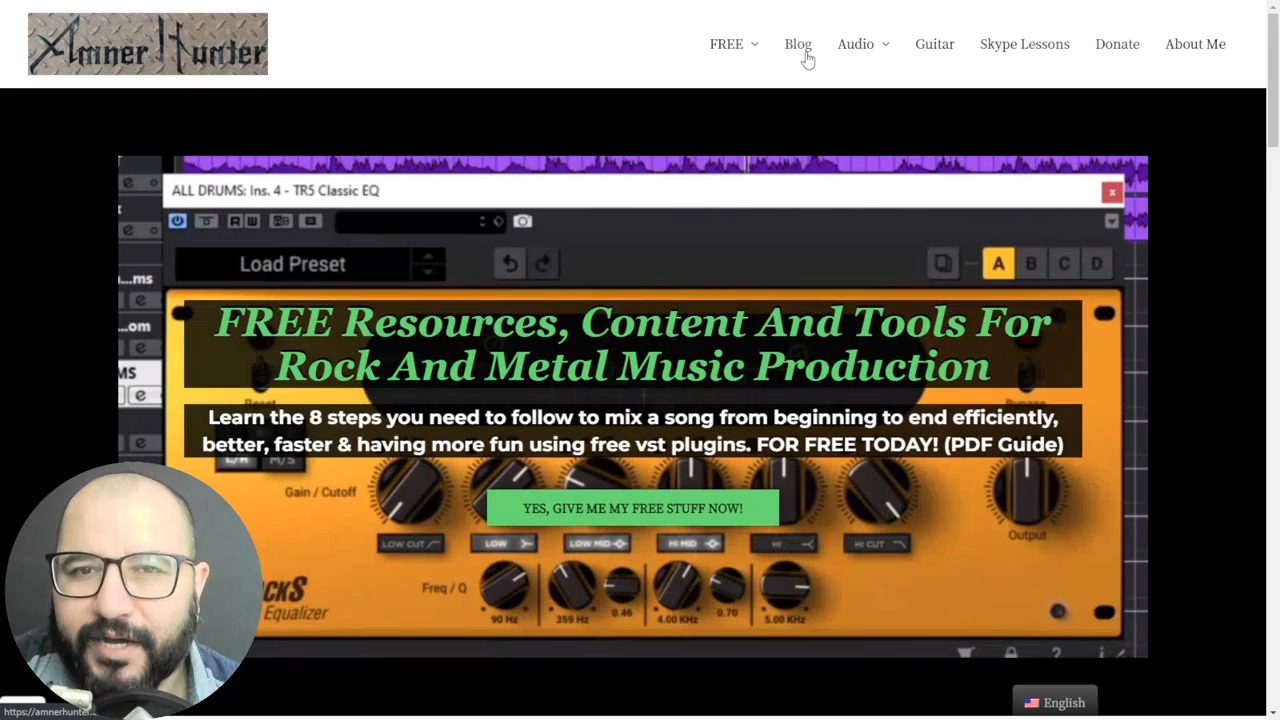 Amner Hunter
FREE
Blog
Audio
Guitar
Skype Lessons
Donate
About Me
ALL DRUMS: Ins. 4 - TR5 Classic EQ
x
R W
Load Preset
A B C D
...ms
FREE Resources, Content And Tools For
Rock And Metal Music Production
...om
MS
Learn the 8 steps you need to follow to mix a song from beginning to end efficiently,
better, faster & having more fun using free vst plugins. FOR FREE TODAY! (PDF Guide)
L/R M/S
Gain / Cutoff
YES, GIVE ME MY FREE STUFF NOW!
Output
LOW CUT
LOW
LOW MID
HI MID
HI
HI CUT
Freq / Q
Equalizer
90 Hz
359 Hz
0.46
4.00 KHz
0.70
5.00 KHz
English
https://amnerhunter.